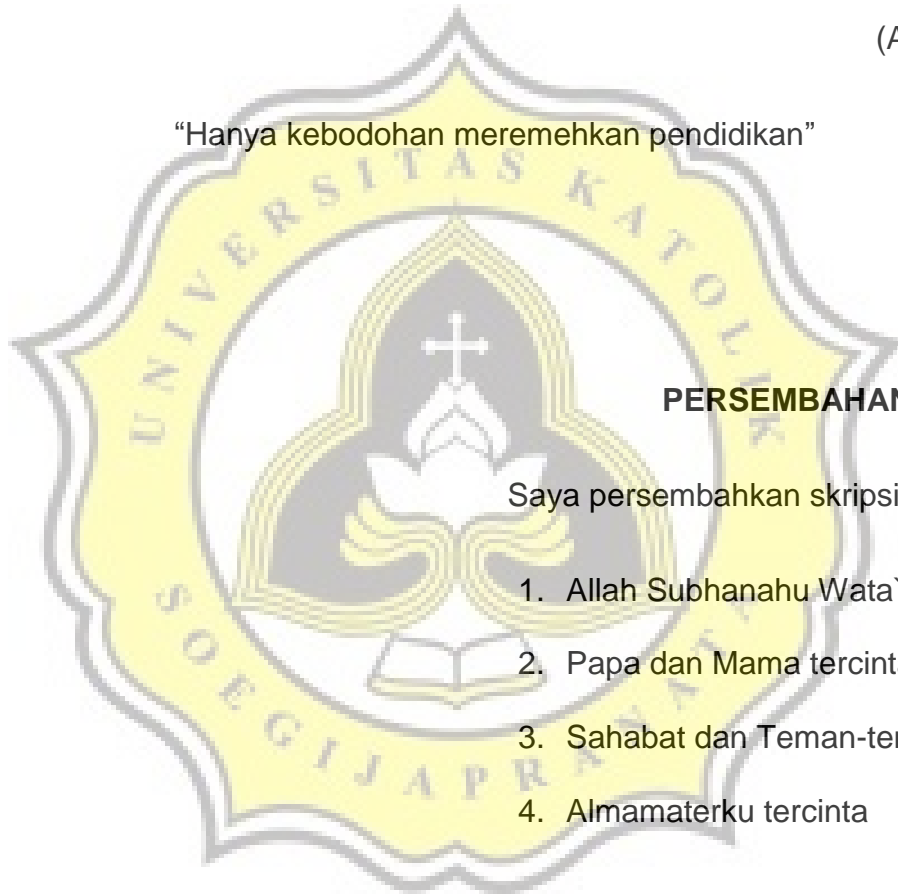 (A
“Hanya kebodohan meremehkan pendidikan”
UNIVERSITAS KATOLIK
PERSEMBAHAN
Saya persembahkan skripsi
1. Allah Subhanahu Wata`
2. Papa dan Mama tercinta
3. Sahabat dan Teman-te
4. Almamaterku tercinta
SOEGIJAPRANATA